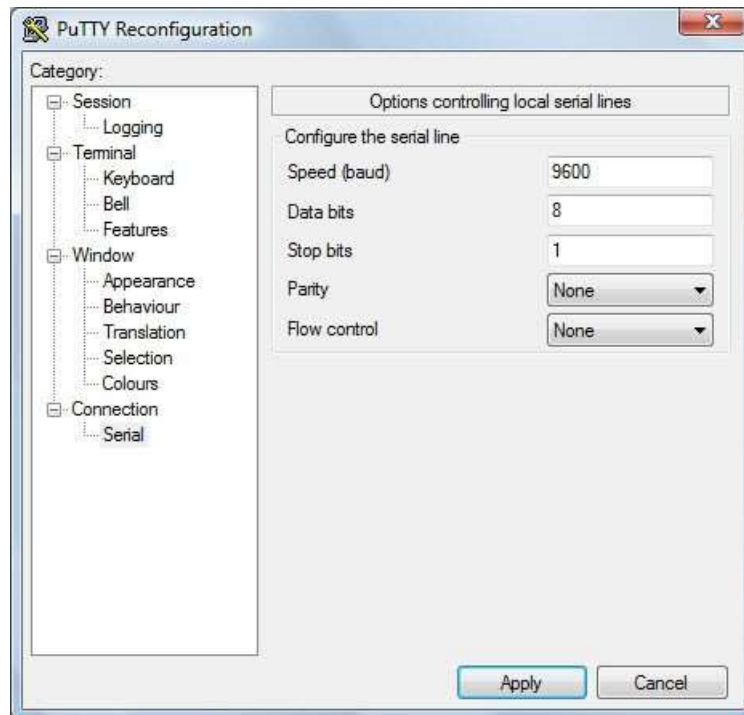 PuTTY Reconfiguration
Category:
Session
Logging
Terminal
Keyboard
Bell
Features
Window
Appearance
Behaviour
Translation
Selection
Colours
Connection
Serial
Options controlling local serial lines
Configure the serial line
Speed (baud) 9600
Data bits 8
Stop bits 1
Parity None
Flow control None
Apply Cancel